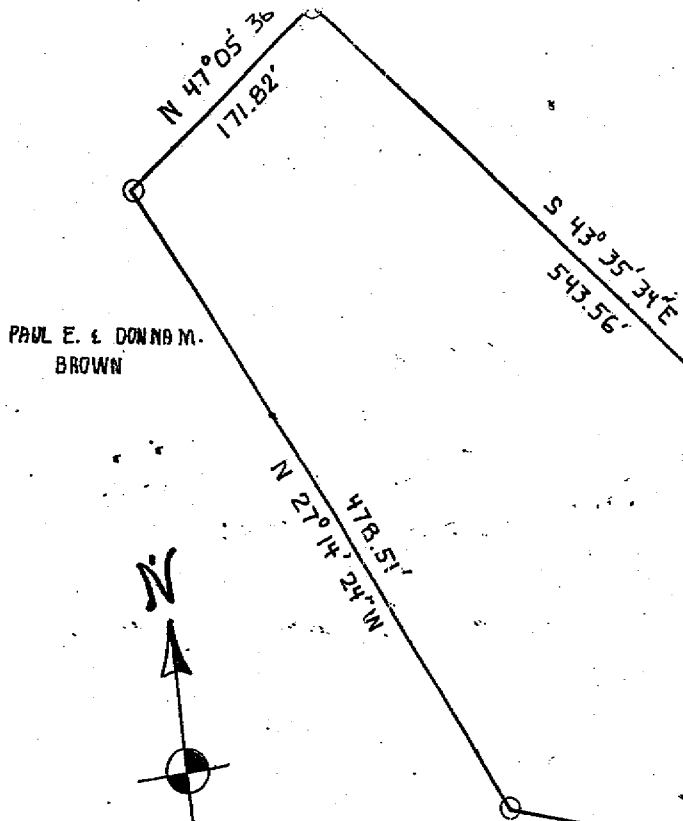 N 47° 05' 36
171.82'
S 43° 35' 34" E
543.56'
PAUL E. & DONNA M.
BROWN
478.51'
N 27° 14' 24" W
N